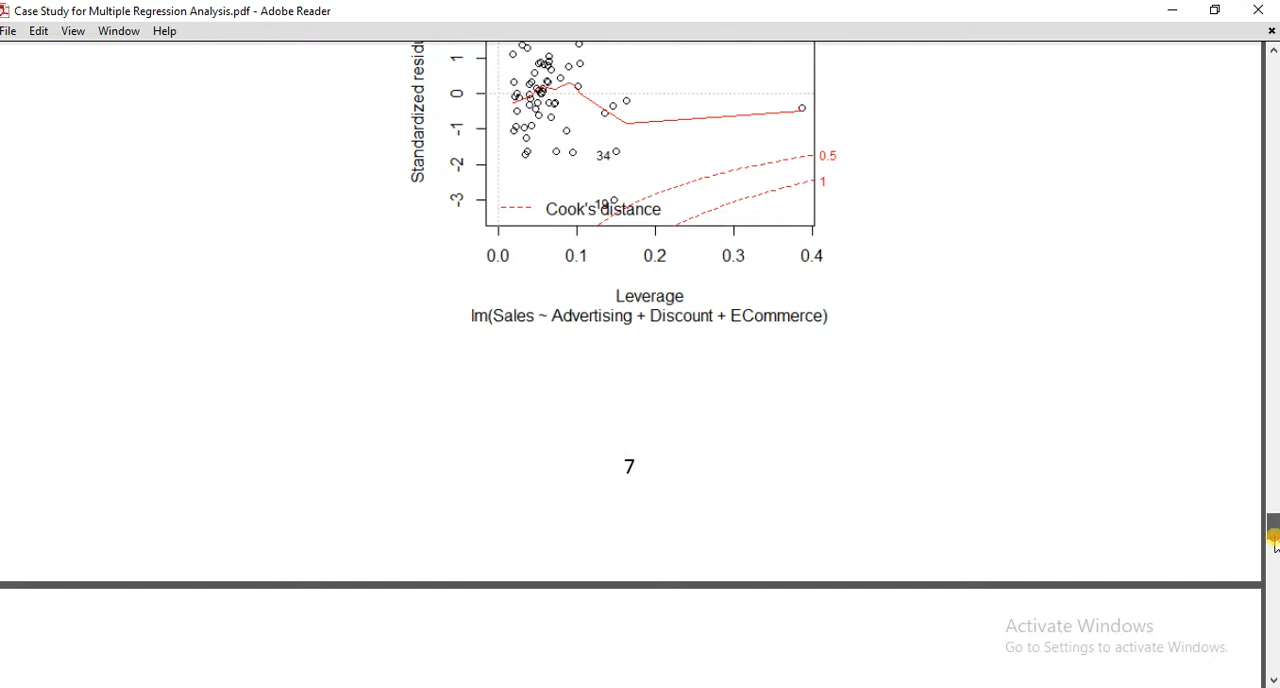 Case Study for Multiple Regression Analysis.pdf - Adobe Reader
File Edit View Window Help
Standardized residu
1
0
-1
-2
-3
34
19
0.5
1
Cook's distance
0.0 0.1 0.2 0.3 0.4
Leverage
lm(Sales ~ Advertising + Discount + ECommerce)
7
Activate Windows
Go to Settings to activate Windows.